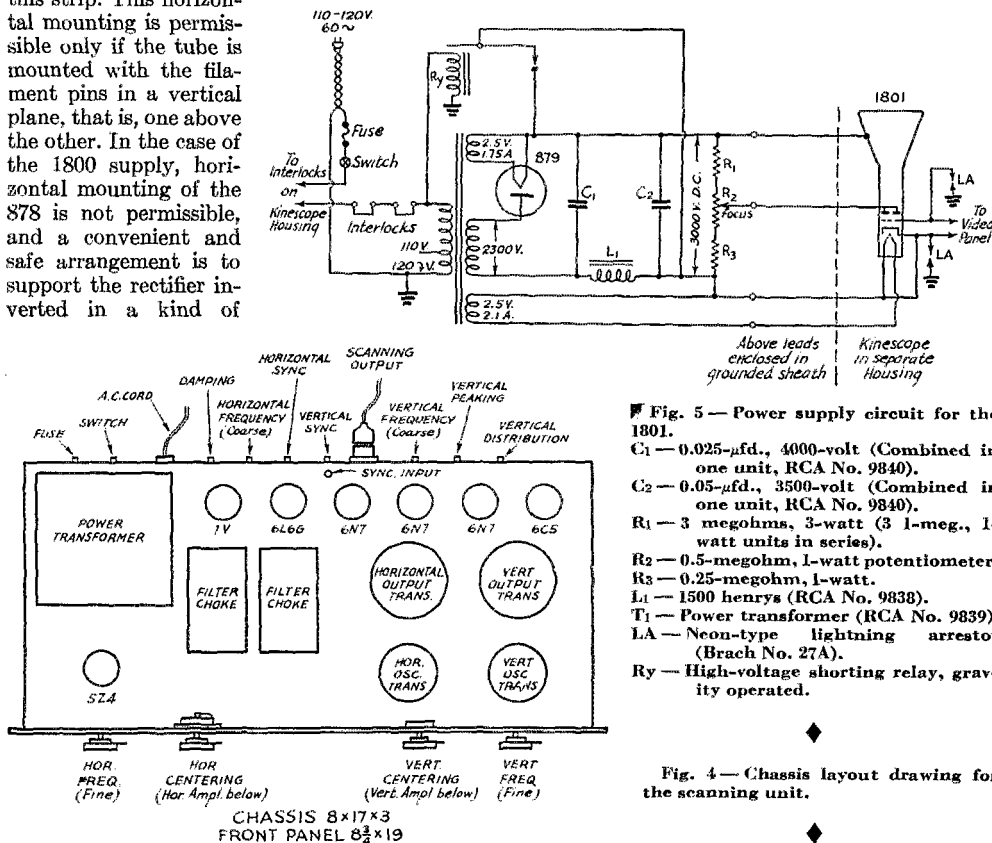 this strip. This horizon-
tal mounting is permis-
sible only if the tube is
mounted with the fila-
ment pins in a vertical
plane, that is, one above
the other. In the case of
the 1800 supply, hori-
zontal mounting of the
878 is not permissible,
and a convenient and
safe arrangement is to
support the rectifier in-
verted in a kind of
110-120V.
60~
Ry
Fuse
Switch
To
Interlocks
on
Kinescope
Housing
Interlocks
110V
120V.
2.5V.
1.75A
879
2300V.
2.5V.
2.1A.
C1
C2
L1
3000V. D.C.
R1
R2
Focus
R3
1801
LA
To
Video
Panel
LA
Above leads
enclosed in
grounded sheath
Kinescope
in separate
Housing
FUSE
SWITCH
A.C.CORD
DAMPING
HORIZONTAL
FREQUENCY
(Coarse)
HORIZONTAL
SYNC
VERTICAL
SYNC
SCANNING
OUTPUT
VERTICAL
FREQUENCY
(Coarse)
VERTICAL
PEAKING
VERTICAL
DISTRIBUTION
SYNC. INPUT
POWER
TRANSFORMER
1V
6L6G
6N7
6N7
6N7
6C5
FILTER
CHOKE
FILTER
CHOKE
HORIZONTAL
OUTPUT
TRANS.
VERT
OUTPUT
TRANS
HOR.
OSC.
TRANS
VERT
OSC
TRANS
5Z4
HOR.
FREQ.
(Fine)
HOR
CENTERING
(Hor. Ampl. below)
VERT.
CENTERING
(Vert. Ampl below)
VERT
FREQ
(Fine)
CHASSIS 8×17×3
FRONT PANEL 8¾×19
Fig. 5 — Power supply circuit for the
1801.
C1 — 0.025-μfd., 4000-volt (Combined in
one unit, RCA No. 9840).
C2 — 0.05-μfd., 3500-volt (Combined in
one unit, RCA No. 9840).
R1 — 3 megohms, 3-watt (3 1-meg., 1-
watt units in series).
R2 — 0.5-megohm, 1-watt potentiometer
R3 — 0.25-megohm, 1-watt.
L1 — 1500 henrys (RCA No. 9838).
T1 — Power transformer (RCA No. 9839)
LA — Neon-type lightning arrestor
(Brach No. 27A).
Ry — High-voltage shorting relay, grav-
ity operated.
Fig. 4 — Chassis layout drawing for
the scanning unit.